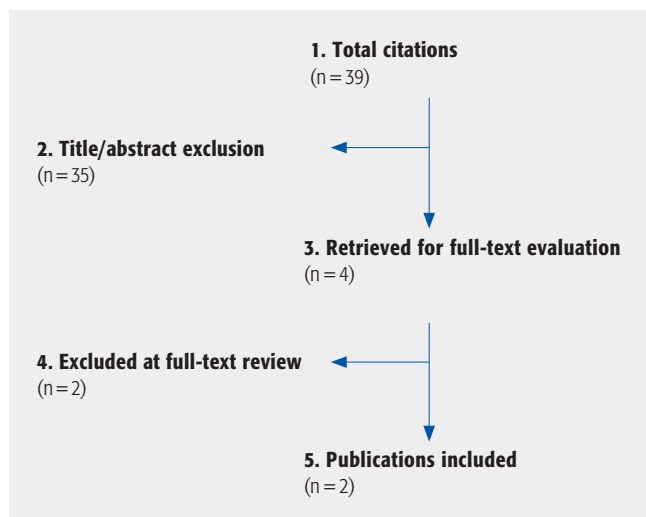 1. Total citations
(n = 39)
2. Title/abstract exclusion
(n = 35)
3. Retrieved for full-text evaluation
(n = 4)
4. Excluded at full-text review
(n = 2)
5. Publications included
(n = 2)